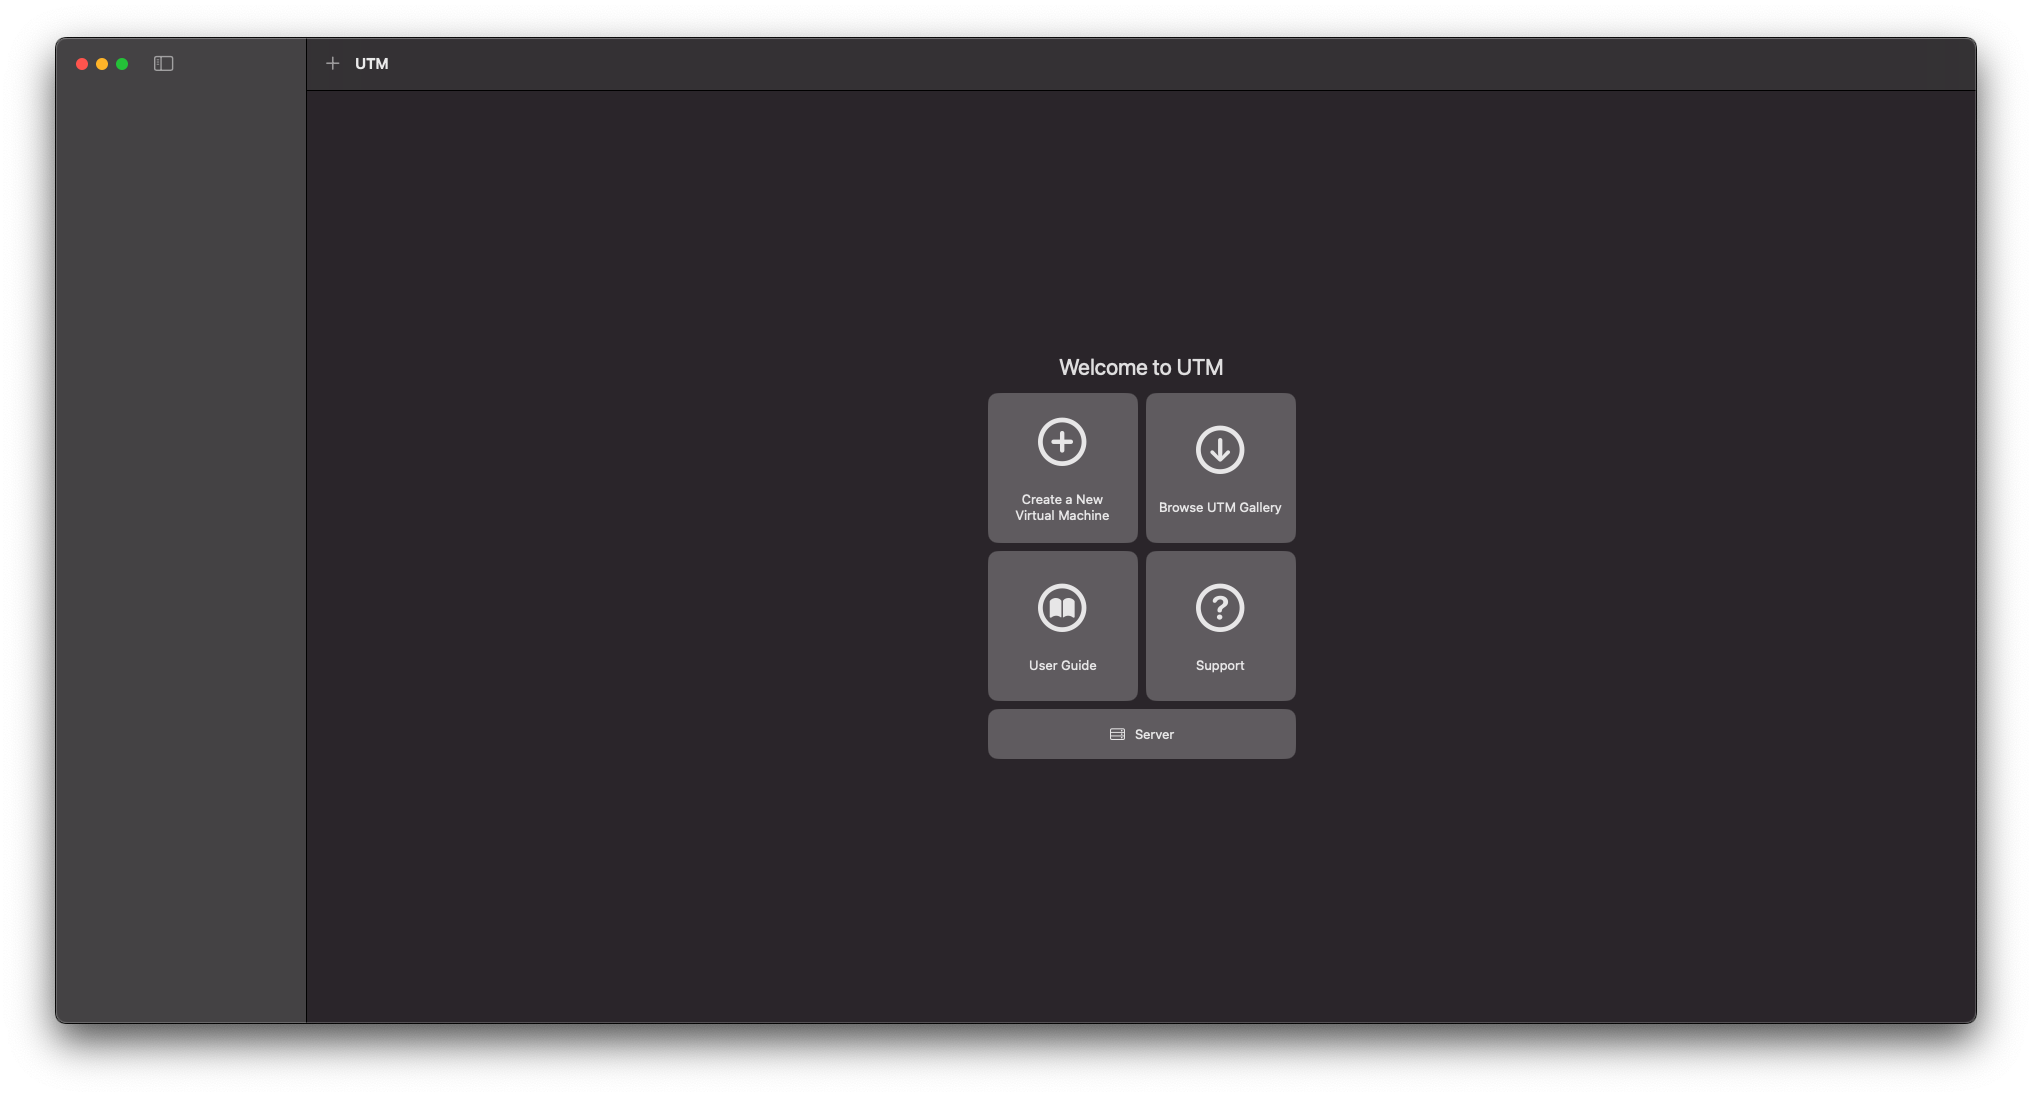 UTM
Welcome to UTM
Create a New
Virtual Machine
Browse UTM Gallery
User Guide
Support
Server